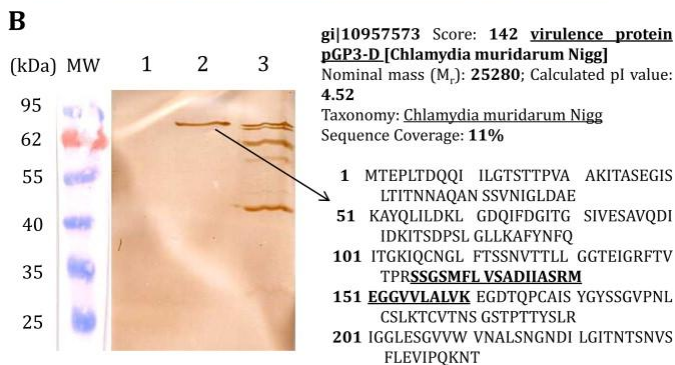 B
(kDa) MW 1 2 3
95
62
55
40
35
25
gi|10957573 Score: 142 virulence protein
pGP3-D [Chlamydia muridarum Nigg]
Nominal mass (Mr): 25280; Calculated pI value:
4.52
Taxonomy: Chlamydia muridarum Nigg
Sequence Coverage: 11%
1 MTEPLTDQQI ILGTSTTPVA AKITASEGIS
LTITNNAQAN SSVNIGLDAE
51 KAYQLILDKL GDQIFDGITG SIVESAVQDI
IDKITSDPSL GLLKAFYNFQ
101 ITGKIQCNGL FTSSNVTTLL GGTEIGRFTV
TPRSSGSMFL VSADIIASRM
151 EGGVVLALVK EGDTQPCAIS YGYSSGVPNL
CSLKTCVTNS GSTPTTYSLR
201 IGGLESGVVW VNALSNGNDI LGITNTSNVS
FLEVIPQKNT